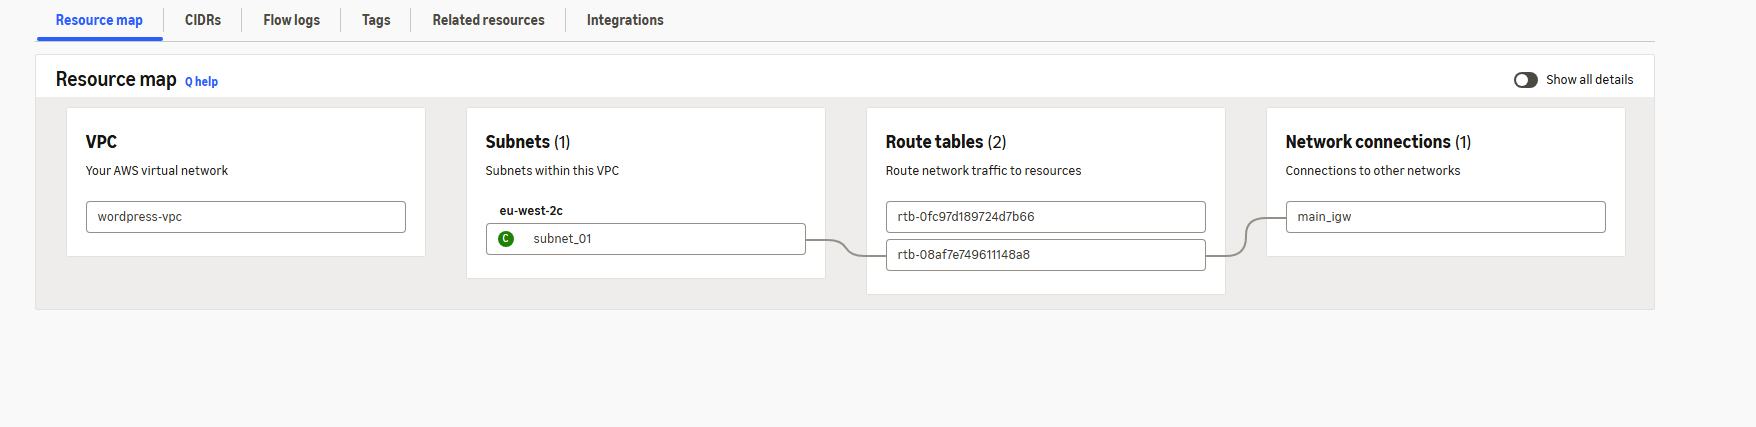 Resource map
CIDRs
Flow logs
Tags
Related resources
Integrations
Resource map
Q help
Show all details
VPC
Your AWS virtual network
wordpress-vpc
Subnets (1)
Subnets within this VPC
eu-west-2c
C
subnet_01
Route tables (2)
Route network traffic to resources
rtb-0fc97d189724d7b66
rtb-08af7e749611148a8
Network connections (1)
Connections to other networks
main_igw